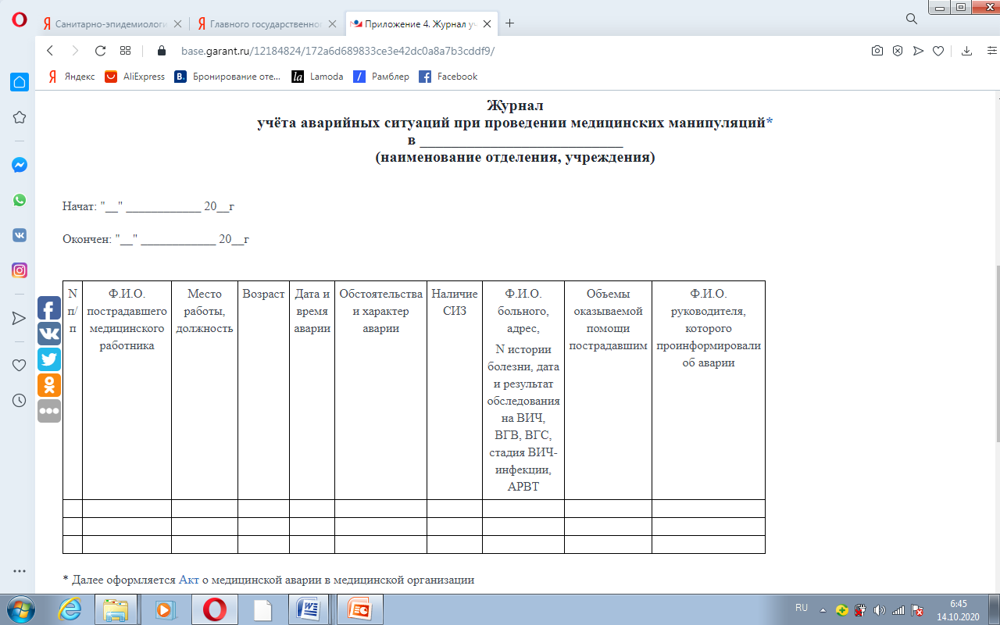 Санитарно-эпидемиологи
Главного государственног
Приложение 4. Журнал уч
base.garant.ru/12184824/172a6d689833ce3e42dc0a8a7b3cddf9/
Яндекс
AliExpress
B.
Бронирование оте...
la
Lamoda
Рамблер
Facebook
Журнал
учёта аварийных ситуаций при проведении медицинских манипуляций*
в ___________________________
(наименование отделения, учреждения)
Начат: "__" ____________ 20__г
Окончен: "__" ____________ 20__г
N
п/
п
Ф.И.О.
пострадавшего
медицинского
работника
Место
работы,
должность
Возраст
Дата и
время
аварии
Обстоятельства
и характер
аварии
Наличие
СИЗ
Ф.И.О.
больного,
адрес,
N истории
болезни, дата
и результат
обследования
на ВИЧ,
ВГВ, ВГС,
стадия ВИЧ-
инфекции,
АРВТ
Объемы
оказываемой
помощи
пострадавшим
Ф.И.О.
руководителя,
которого
проинформировали
об аварии
* Далее оформляется Акт о медицинской аварии в медицинской организации
RU
6:45
14.10.2020